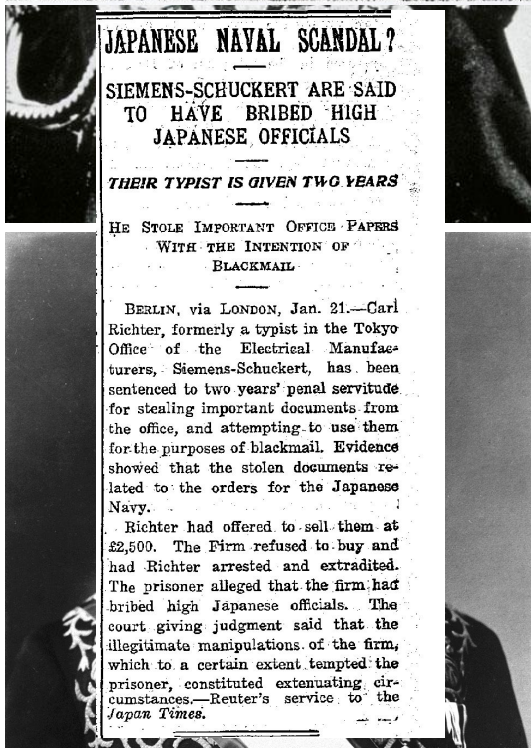 JAPANESE NAVAL SCANDAL?
SIEMENS-SCHUCKERT ARE SAID
TO HAVE BRIBED HIGH
JAPANESE OFFICIALS
THEIR TYPIST IS GIVEN TWO YEARS
HE STOLE IMPORTANT OFFICE PAPERS
WITH THE INTENTION OF
BLACKMAIL
BERLIN, via LONDON, Jan. 21.—Carl
Richter, formerly a typist in the Tokyo
Office of the Electrical Manufac-
turers, Siemens-Schuckert, has been
sentenced to two years' penal servitude
for stealing important documents from
the office, and attempting to use them
for the purposes of blackmail. Evidence
showed that the stolen documents re-
lated to the orders for the Japanese
Navy.
Richter had offered to sell them at
£2,500. The Firm refused to buy and
had Richter arrested and extradited.
The prisoner alleged that the firm had
bribed high Japanese officials. The
court giving judgment said that the
illegitimate manipulations of the firm,
which to a certain extent tempted the
prisoner, constituted extenuating cir-
cumstances.—Reuter's service to the
Japan Times.